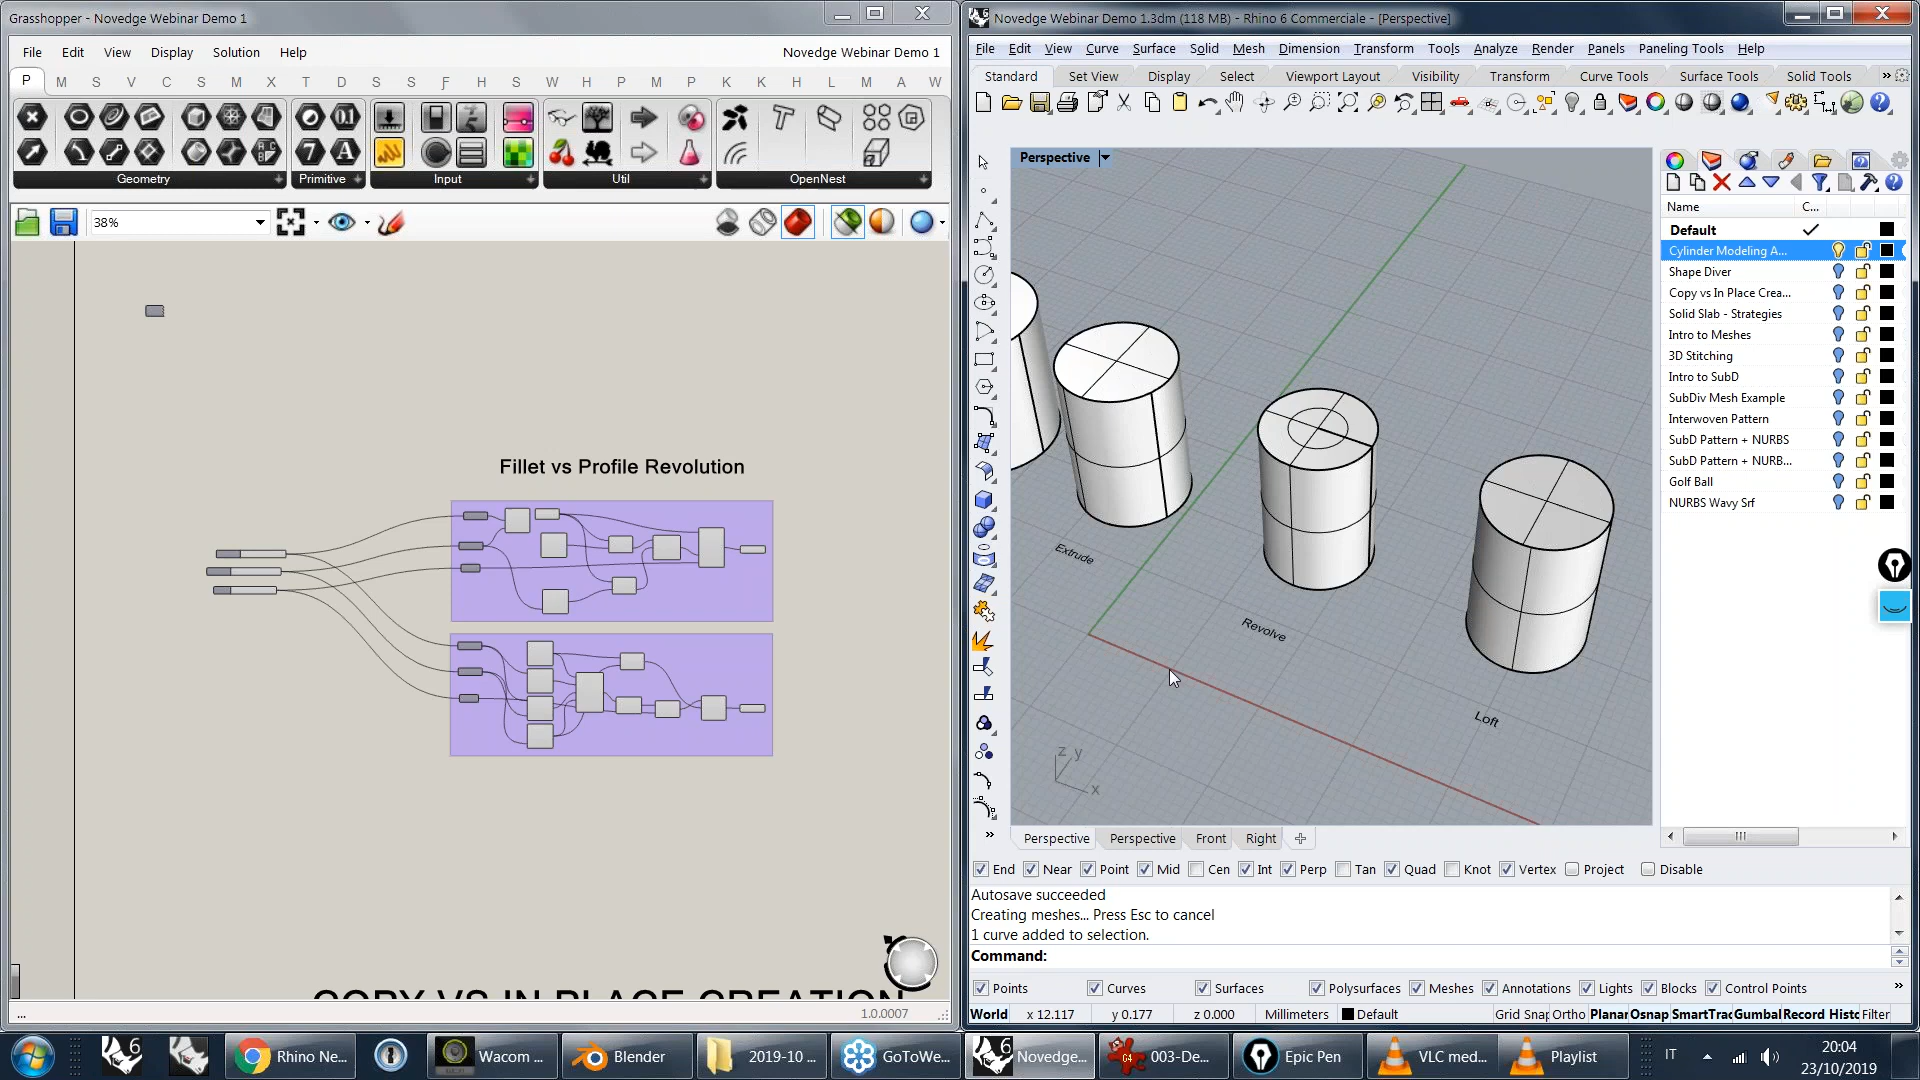 Grasshopper - Novedge Webinar Demo 1
File Edit View Display Solution Help
Novedge Webinar Demo 1
P M S V C S M X T D S S F H S W H P M P K K H L M A W
Geometry Primitive Input Util OpenNest
38%
Fillet vs Profile Revolution
COPY VS IN PLACE CREATION
...
1.0.0007
Novedge Webinar Demo 1.3dm (118 MB) - Rhino 6 Commerciale - [Perspective]
File Edit View Curve Surface Solid Mesh Dimension Transform Tools Analyze Render Panels Paneling Tools Help
Standard Set View Display Select Viewport Layout Visibility Transform Curve Tools Surface Tools Solid Tools »
Perspective
Extrude
Revolve
Loft
z y
x
Name C...
Default
Cylinder Modeling A...
Shape Diver
Copy vs In Place Crea...
Solid Slab - Strategies
Intro to Meshes
3D Stitching
Intro to SubD
SubDiv Mesh Example
Interwoven Pattern
SubD Pattern + NURBS
SubD Pattern + NURB...
Golf Ball
NURBS Wavy Srf
Perspective Perspective Front Right
End Near Point Mid Cen Int Perp Tan Quad Knot Vertex Project Disable
Autosave succeeded
Creating meshes... Press Esc to cancel
1 curve added to selection.
Command:
Points Curves Surfaces Polysurfaces Meshes Annotations Lights Blocks Control Points »
World x 12.117 y 0.177 z 0.000 Millimeters Default Grid Snap Ortho Planar Osnap SmartTrac Gumbal Record Histo Filter
Rhino Ne... Wacom ... Blender 2019-10 ... GoToWe... Novedge... 003-De... Epic Pen VLC med... Playlist IT
20:04
23/10/2019